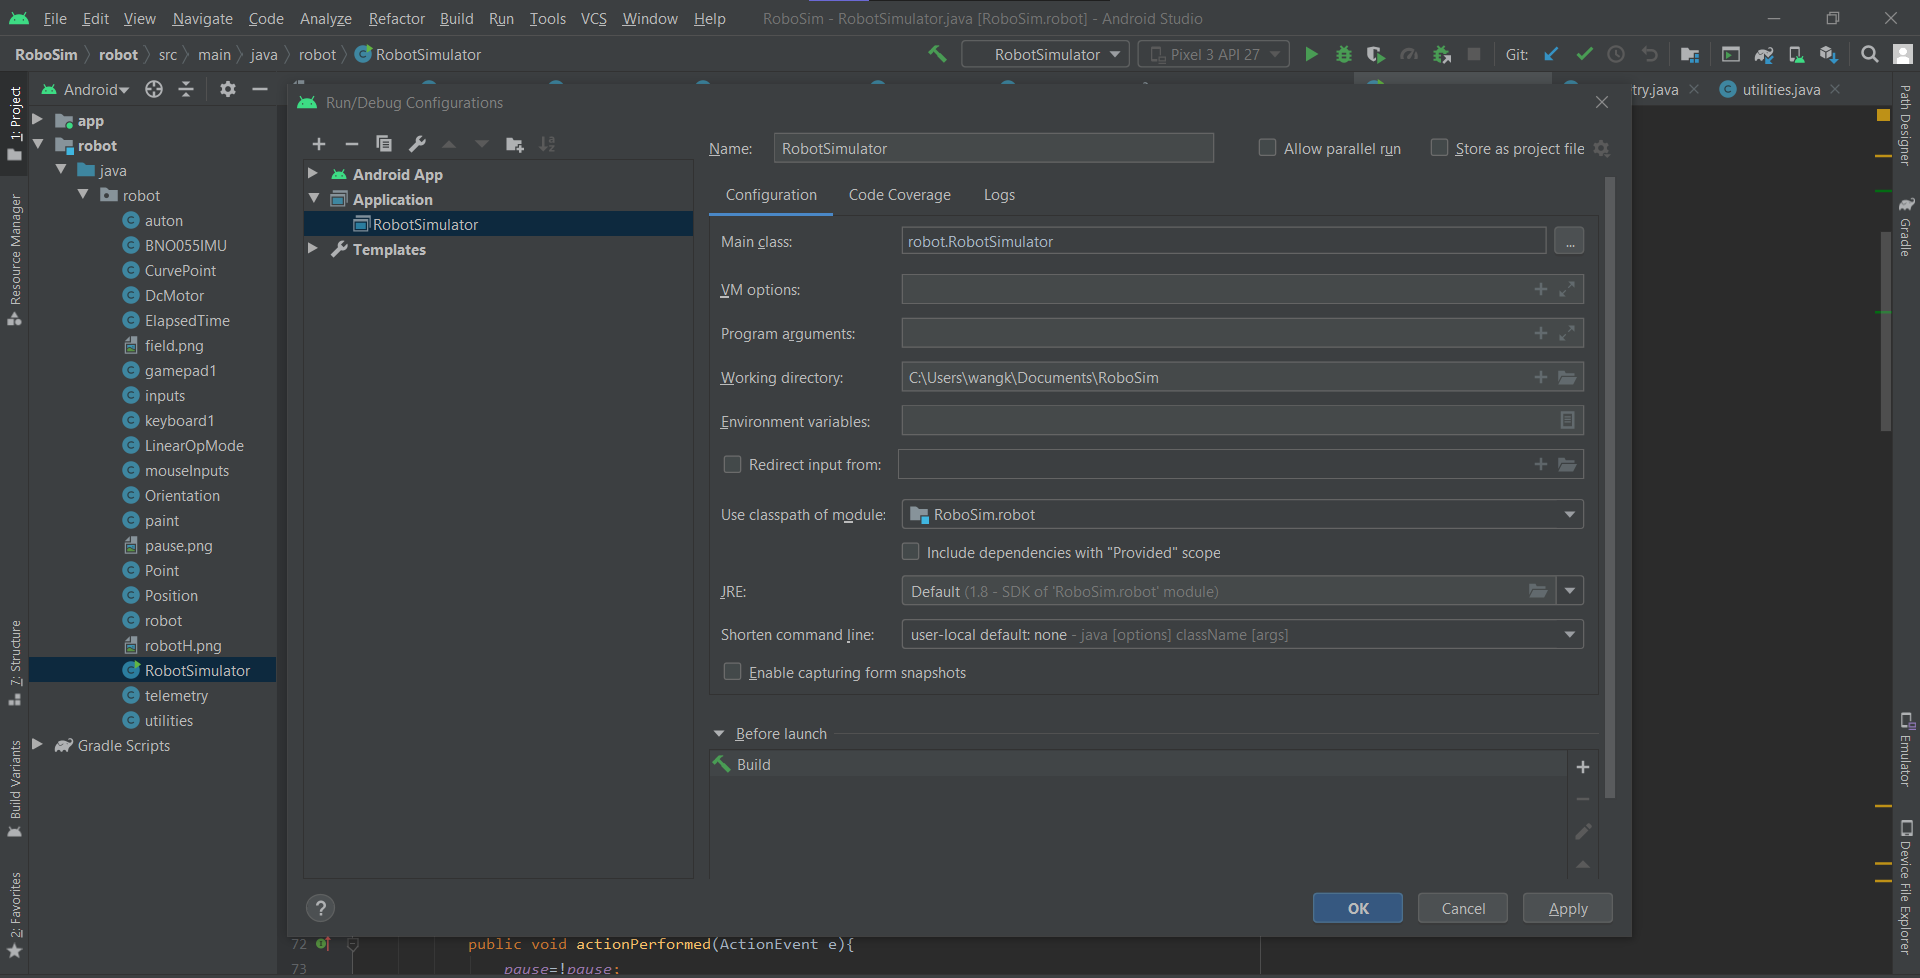 File Edit View Navigate Code Analyze Refactor Build Run Tools VCS Window Help RoboSim - RobotSimulator.java [RoboSim.robot] - Android Studio
RoboSim robot src main java robot RobotSimulator RobotSimulator Pixel 3 API 27 Git:
Android
try.java utilities.java
1: Project
Resource Manager
7: Structure
Build Variants
2: Favorites
app
robot
java
robot
auton
BNO055IMU
CurvePoint
DcMotor
ElapsedTime
field.png
gamepad1
inputs
keyboard1
LinearOpMode
mouseInputs
Orientation
paint
pause.png
Point
Position
robot
robotH.png
RobotSimulator
telemetry
utilities
Gradle Scripts
Run/Debug Configurations
Android App
Application
RobotSimulator
Templates
Name: RobotSimulator Allow parallel run Store as project file
Configuration Code Coverage Logs
Main class: robot.RobotSimulator ...
VM options:
Program arguments:
Working directory: C:\Users\wangk\Documents\RoboSim
Environment variables:
Redirect input from:
Use classpath of module: RoboSim.robot
Include dependencies with "Provided" scope
JRE: Default (1.8 - SDK of 'RoboSim.robot' module)
Shorten command line: user-local default: none - java [options] className [args]
Enable capturing form snapshots
Before launch
Build
? OK Cancel Apply
72 public void actionPerformed(ActionEvent e){
73 pause=!pause;
Path Designer
Gradle
Emulator
Device File Explorer